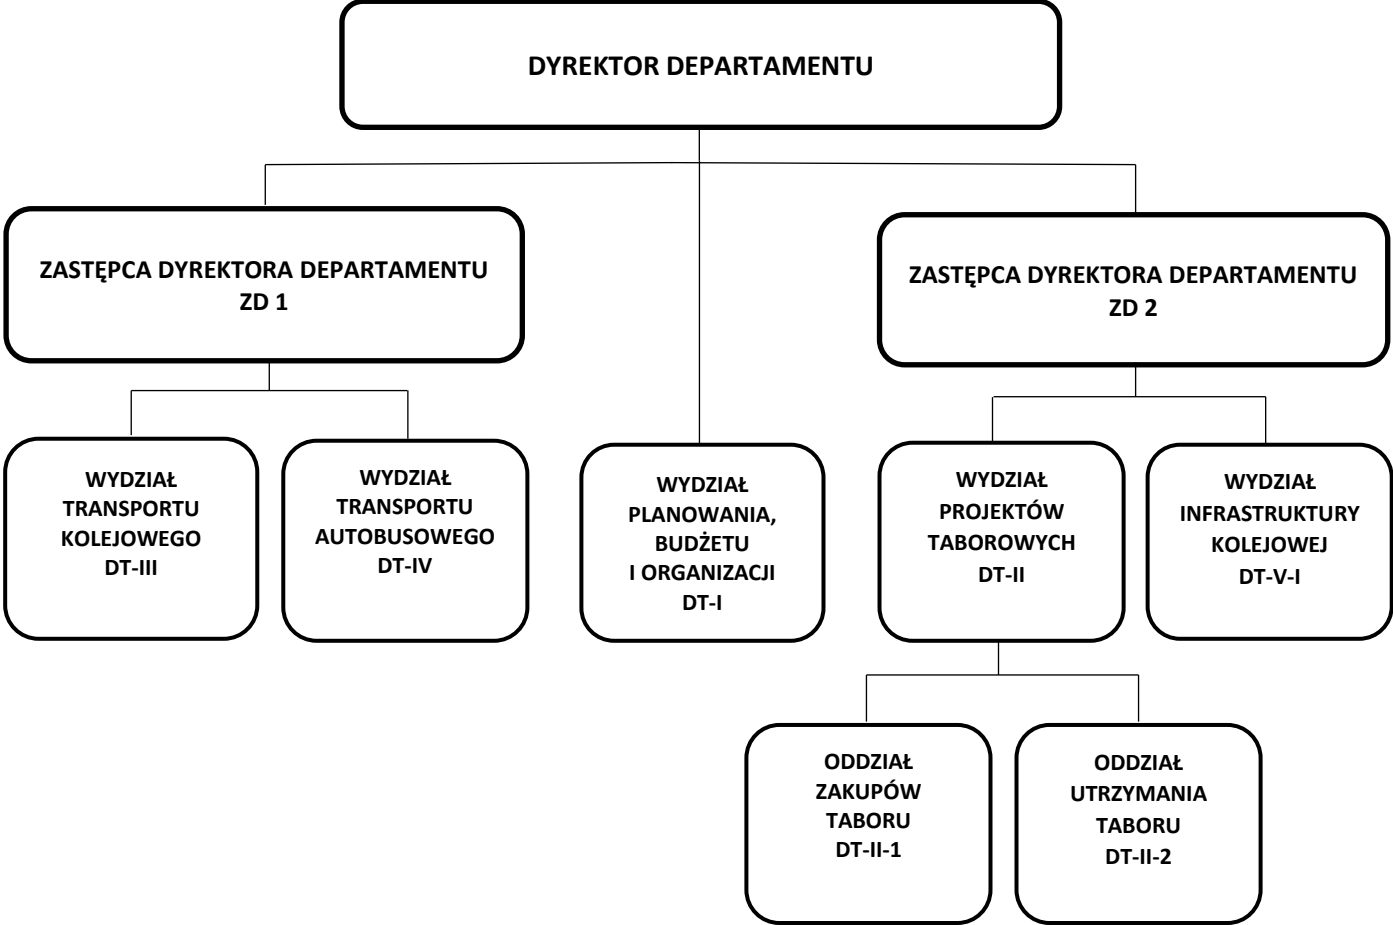 DYREKTOR DEPARTAMENTU
ZASTĘPCA DYREKTORA DEPARTAMENTU
ZD 1
ZASTĘPCA DYREKTORA DEPARTAMENTU
ZD 2
WYDZIAŁ
TRANSPORTU
KOLEJOWEGO
DT-III
WYDZIAŁ
TRANSPORTU
AUTOBUSOWEGO
DT-IV
WYDZIAŁ
PLANOWANIA,
BUDŻETU
I ORGANIZACJI
DT-I
WYDZIAŁ
PROJEKTÓW
TABOROWYCH
DT-II
WYDZIAŁ
INFRASTRUKTURY
KOLEJOWEJ
DT-V-I
ODDZIAŁ
ZAKUPÓW
TABORU
DT-II-1
ODDZIAŁ
UTRZYMANIA
TABORU
DT-II-2